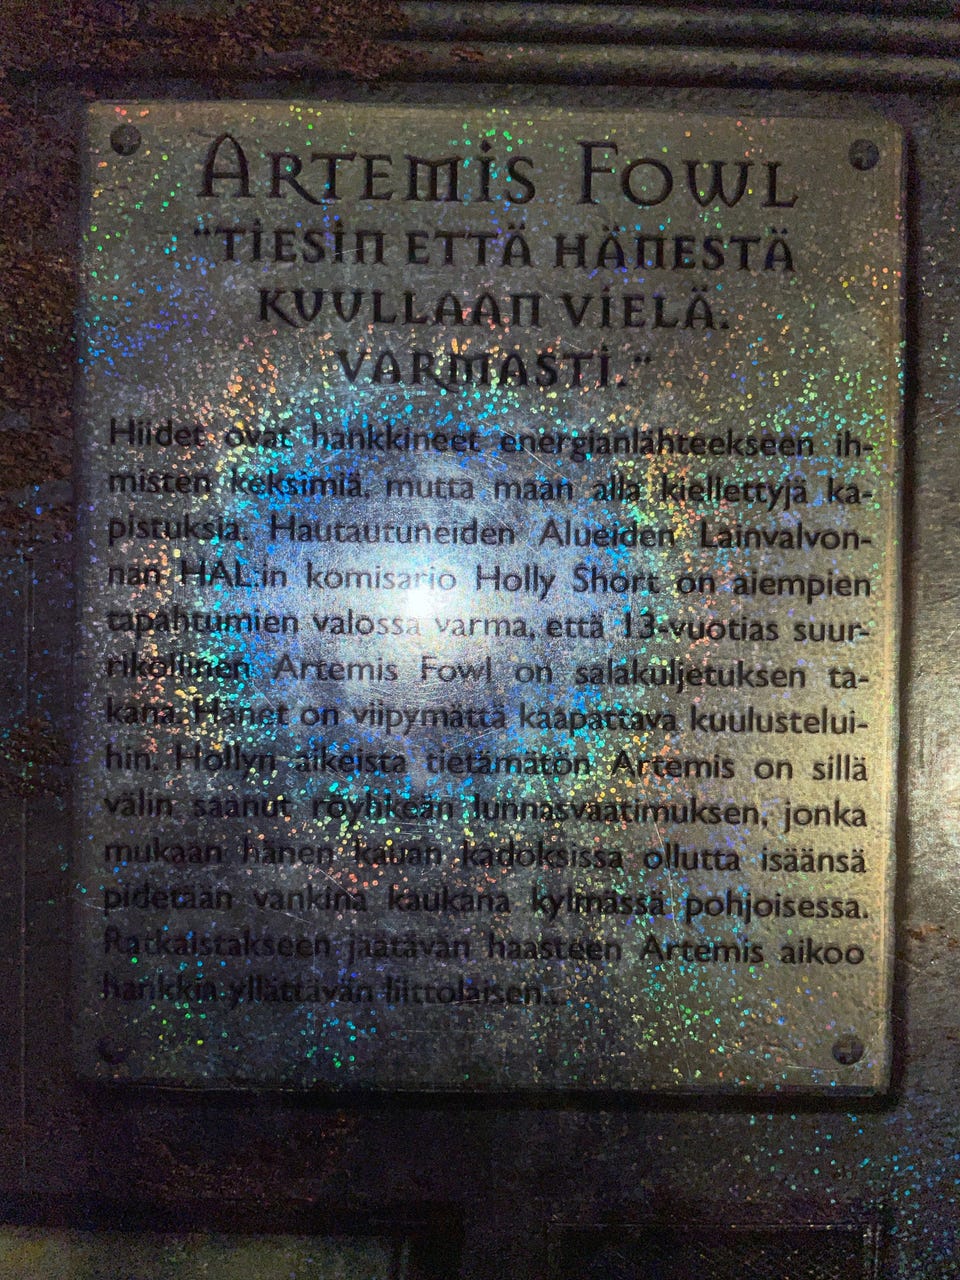 ARTEMIS FOWL
"TIESIN ETTÄ HÄNESTÄ
KUULLAAN VIELÄ.
VARMASTI."
Hiidet ovat hankkineet energianlähteekseen ih-
misten keksimiä, mutta maan alla kiellettyjä ka-
pistuksia. Hautautuneiden Alueiden Lainvalvon-
nan HAL:in komisario Holly Short on aiempien
tapahtumien valossa varma, että 13-vuotias suur-
rikollinen Artemis Fowl on salakuljetuksen ta-
kana. Hänet on viipymättä kaapattava kuulustelui-
hin. Hollyn aikeista tietämätön Artemis on sillä
välin saanut röyhkeän lunnasvaatimuksen, jonka
mukaan hänen kauan kadoksissa ollutta isäänsä
pidetään vankina kaukana kylmässä pohjoisessa.
Ratkaistakseen jäätävän haasteen Artemis aikoo
hankkia yllättävän liittolaisen...